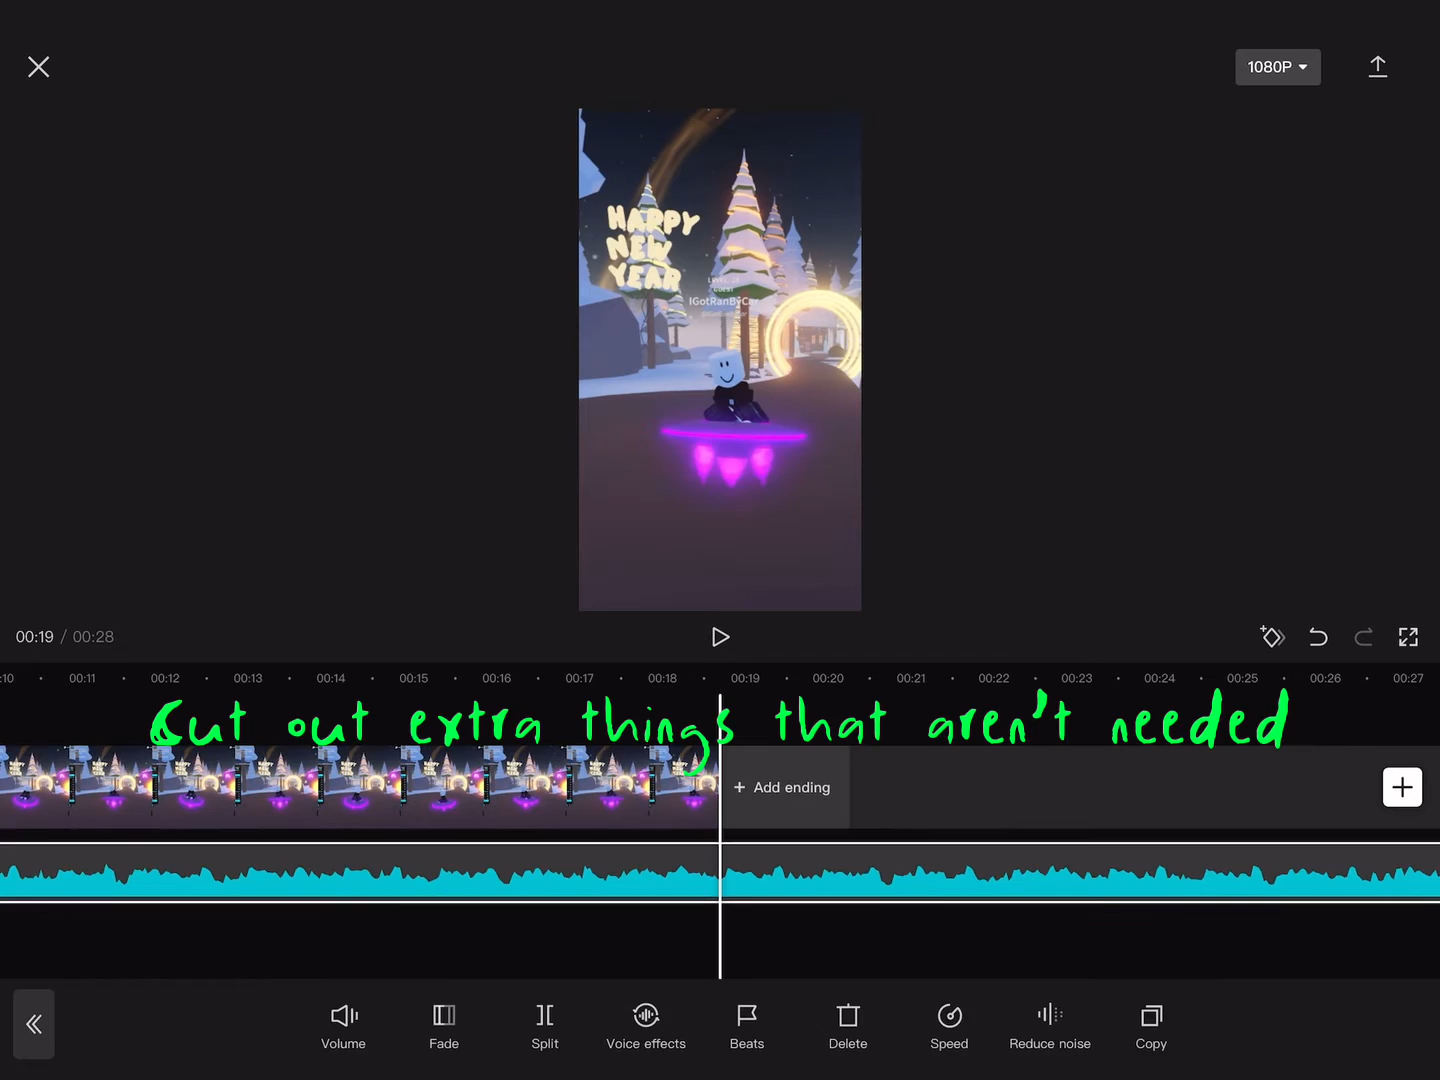 1080P
HAPPY
NEW
YEAR
IGotRanByCar
00:19 / 00:28
:10 00:11 00:12 00:13 00:14 00:15 00:16 00:17 00:18 00:19 00:20 00:21 00:22 00:23 00:24 00:25 00:26 00:27
Cut out extra things that aren't needed
+ Add ending
Volume Fade Split Voice effects Beats Delete Speed Reduce noise Copy